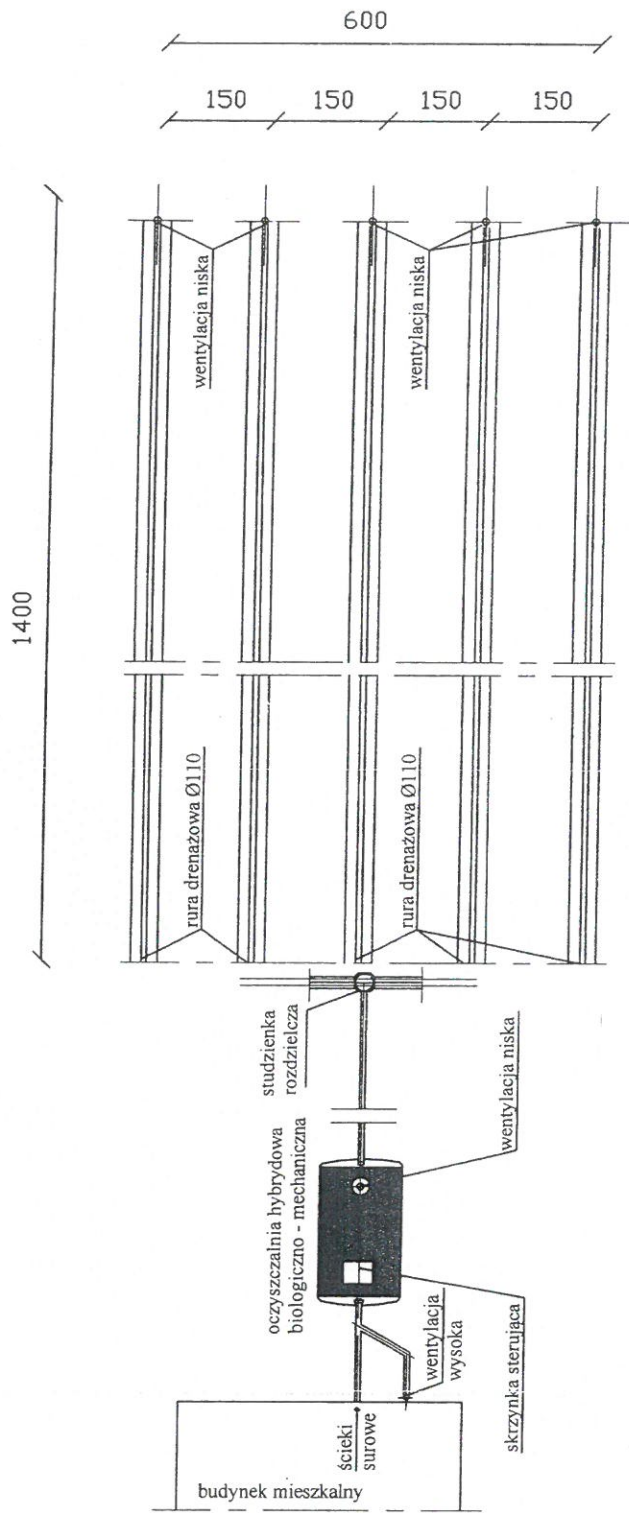 600
150
150
150
150
1400
wentylacja niska
wentylacja niska
rura drenażowa Ø110
rura drenażowa Ø110
studzienka
rozdzielcza
oczyszczalnia hybrydowa
biologiczno - mechaniczna
wentylacja niska
wentylacja
wysoka
skrzynka sterująca
ścieki
surowe
budynek mieszkalny